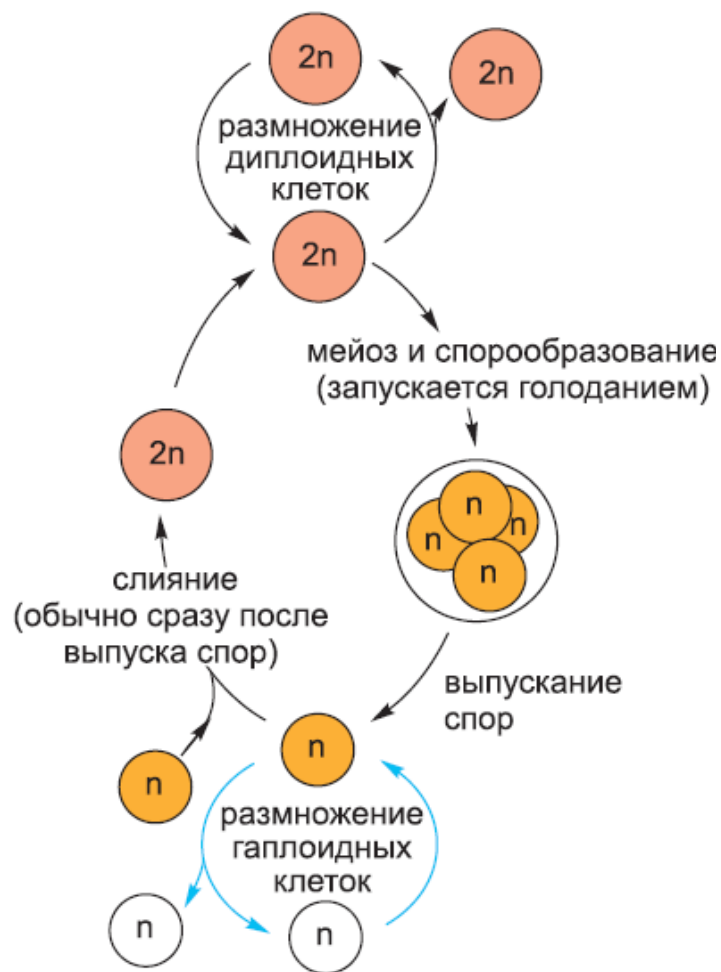 2n
2n
размножение
диплоидных
клеток
2n
мейоз и спорообразование
(запускается голоданием)
2n
n
n
n
n
слияние
(обычно сразу после
выпуска спор)
выпускание
спор
n
n
размножение
гаплоидных
клеток
n
n